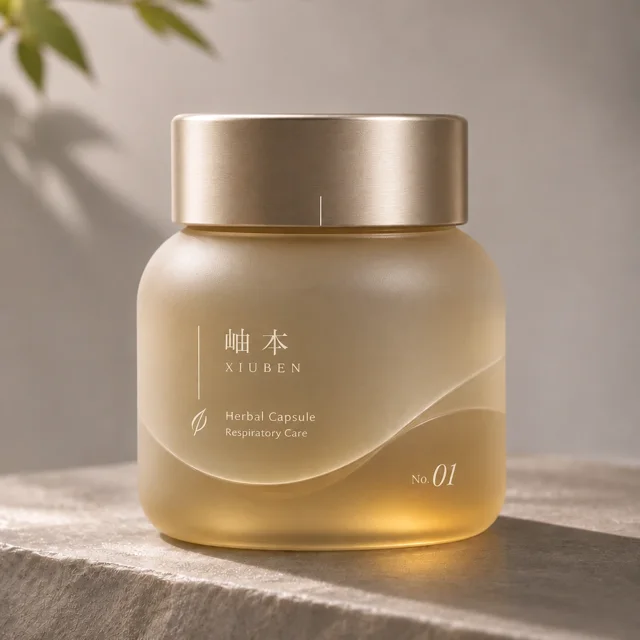 岫本
XIUBEN
Herbal Capsule
Respiratory Care
No. 01